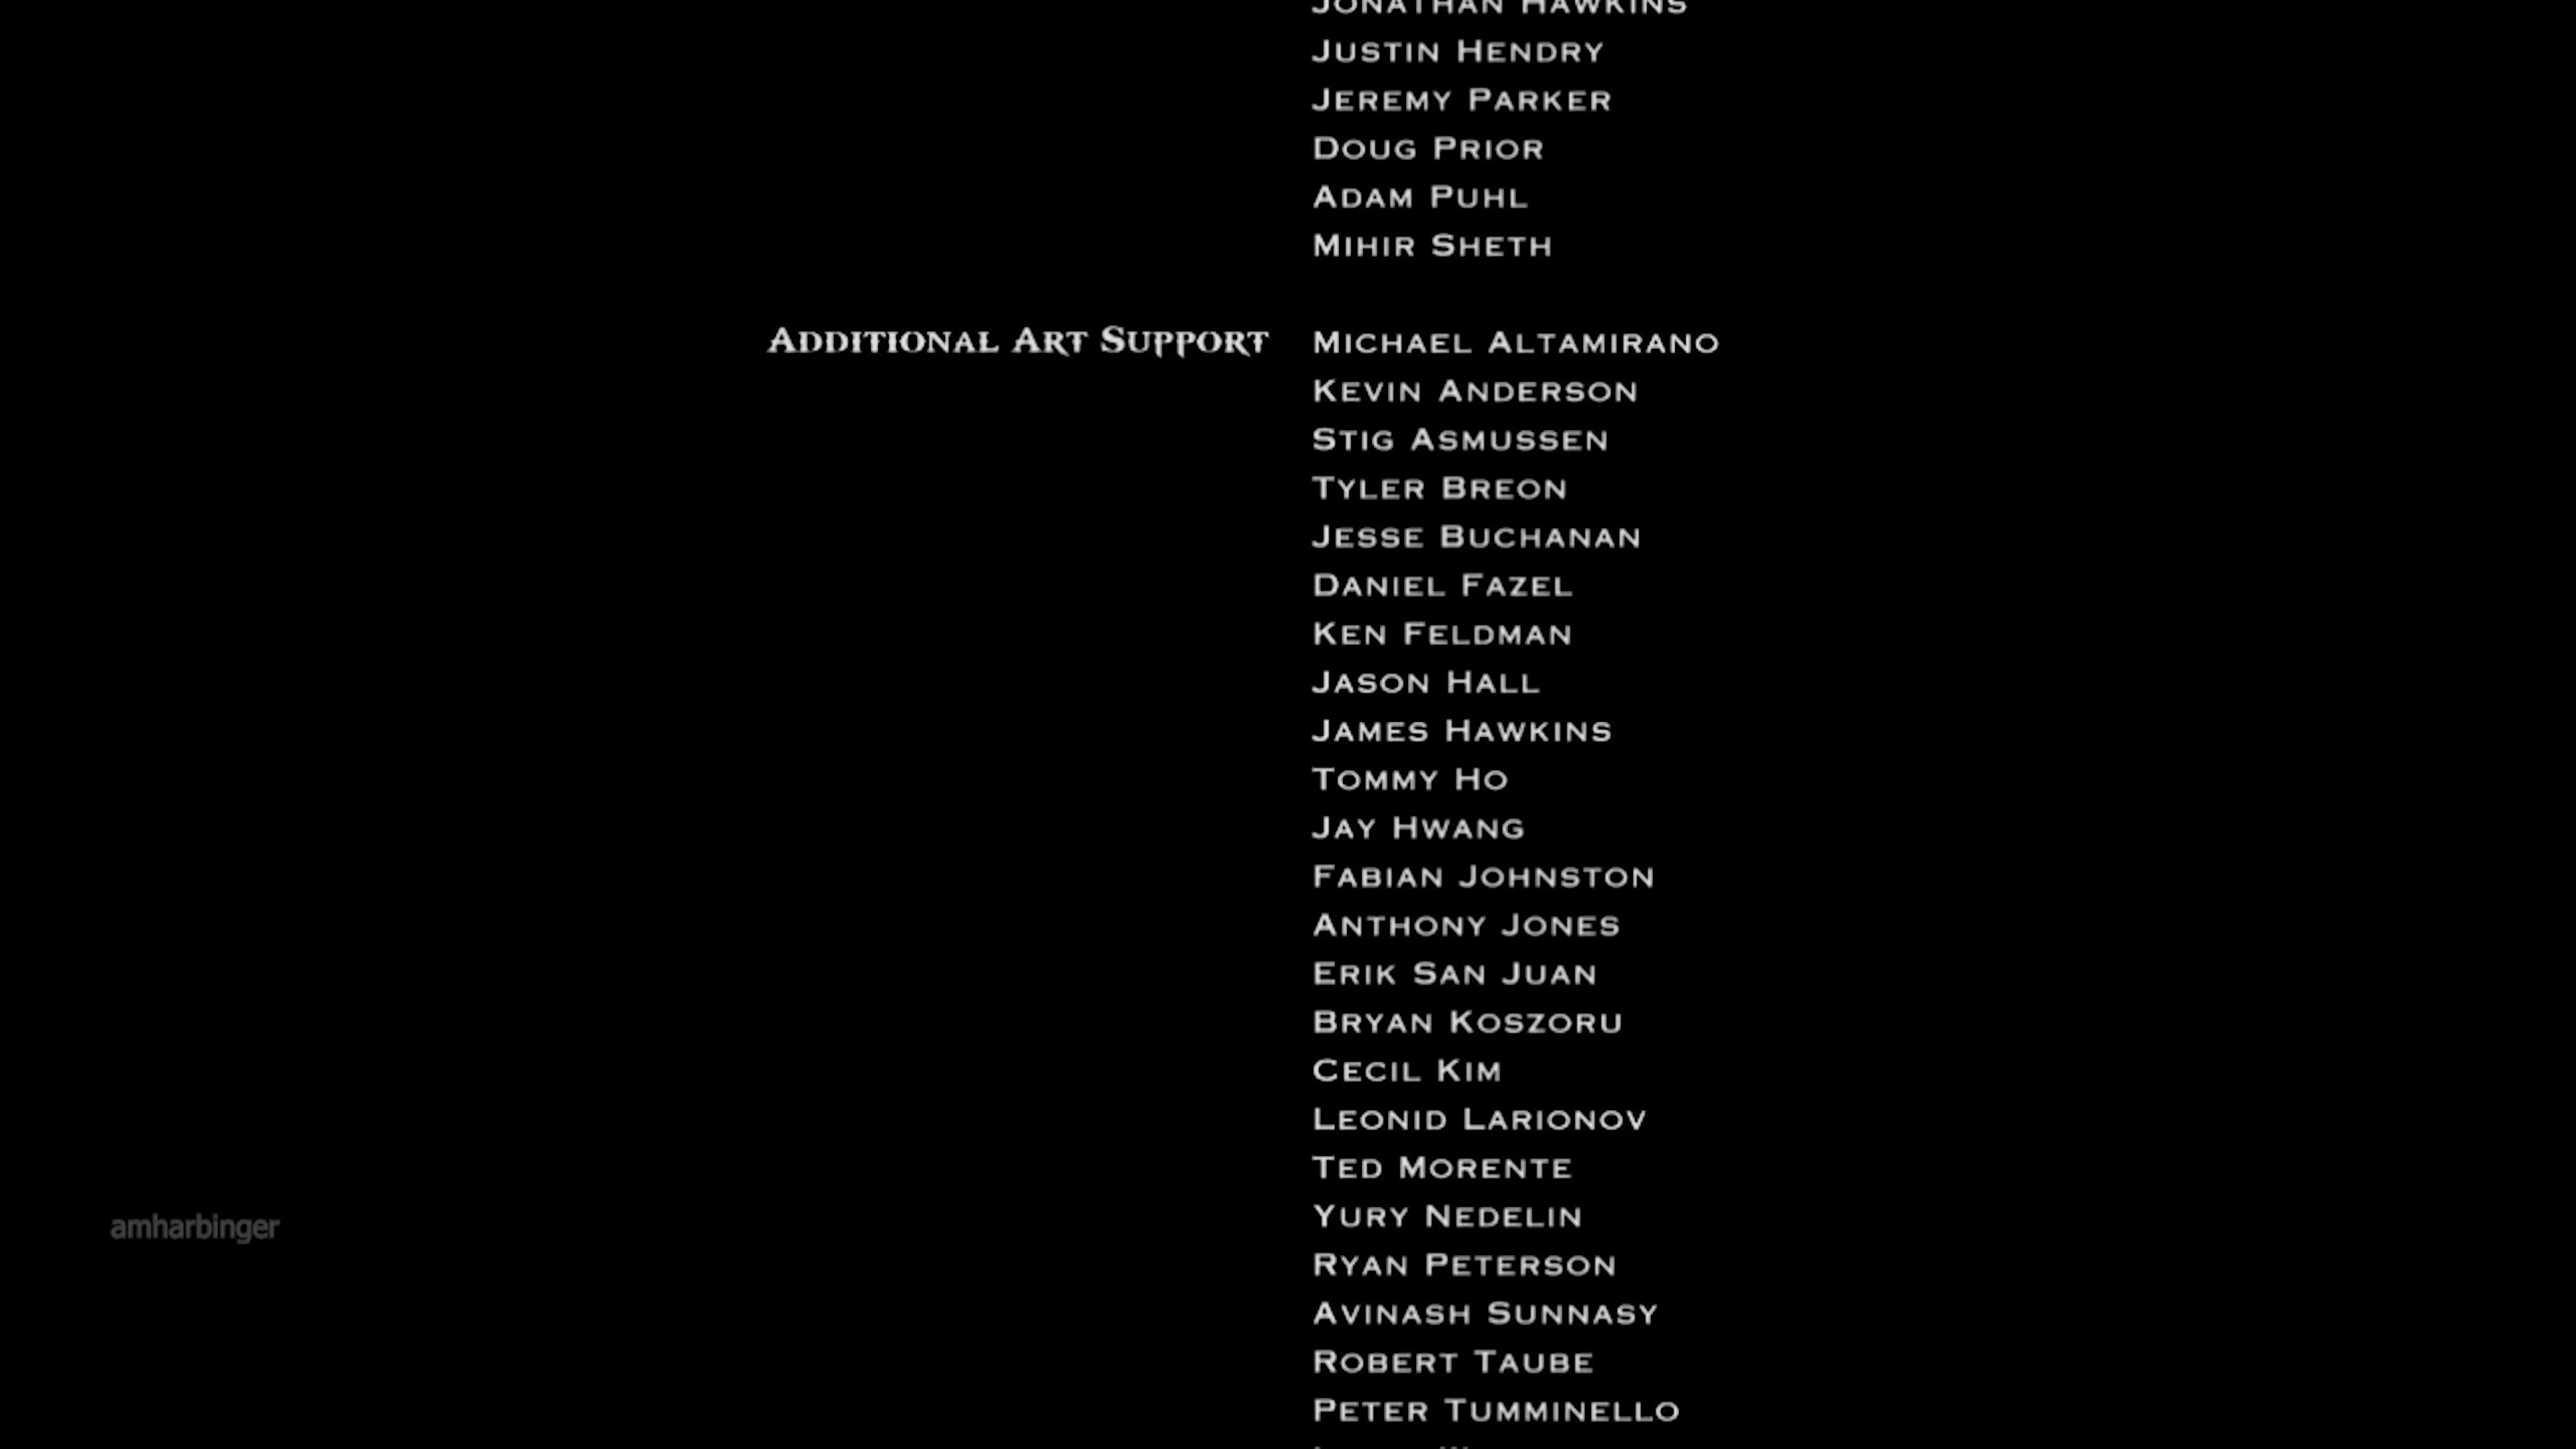 Jonathan Hawkins
Justin Hendry
Jeremy Parker
Doug Prior
Adam Puhl
Mihir Sheth
Additional Art Support Michael Altamirano
Kevin Anderson
Stig Asmussen
Tyler Breon
Jesse Buchanan
Daniel Fazel
Ken Feldman
Jason Hall
James Hawkins
Tommy Ho
Jay Hwang
Fabian Johnston
Anthony Jones
Erik San Juan
Bryan Koszoru
Cecil Kim
Leonid Larionov
Ted Morente
Yury Nedelin
Ryan Peterson
Avinash Sunnasy
Robert Taube
Peter Tumminello
amharbinger